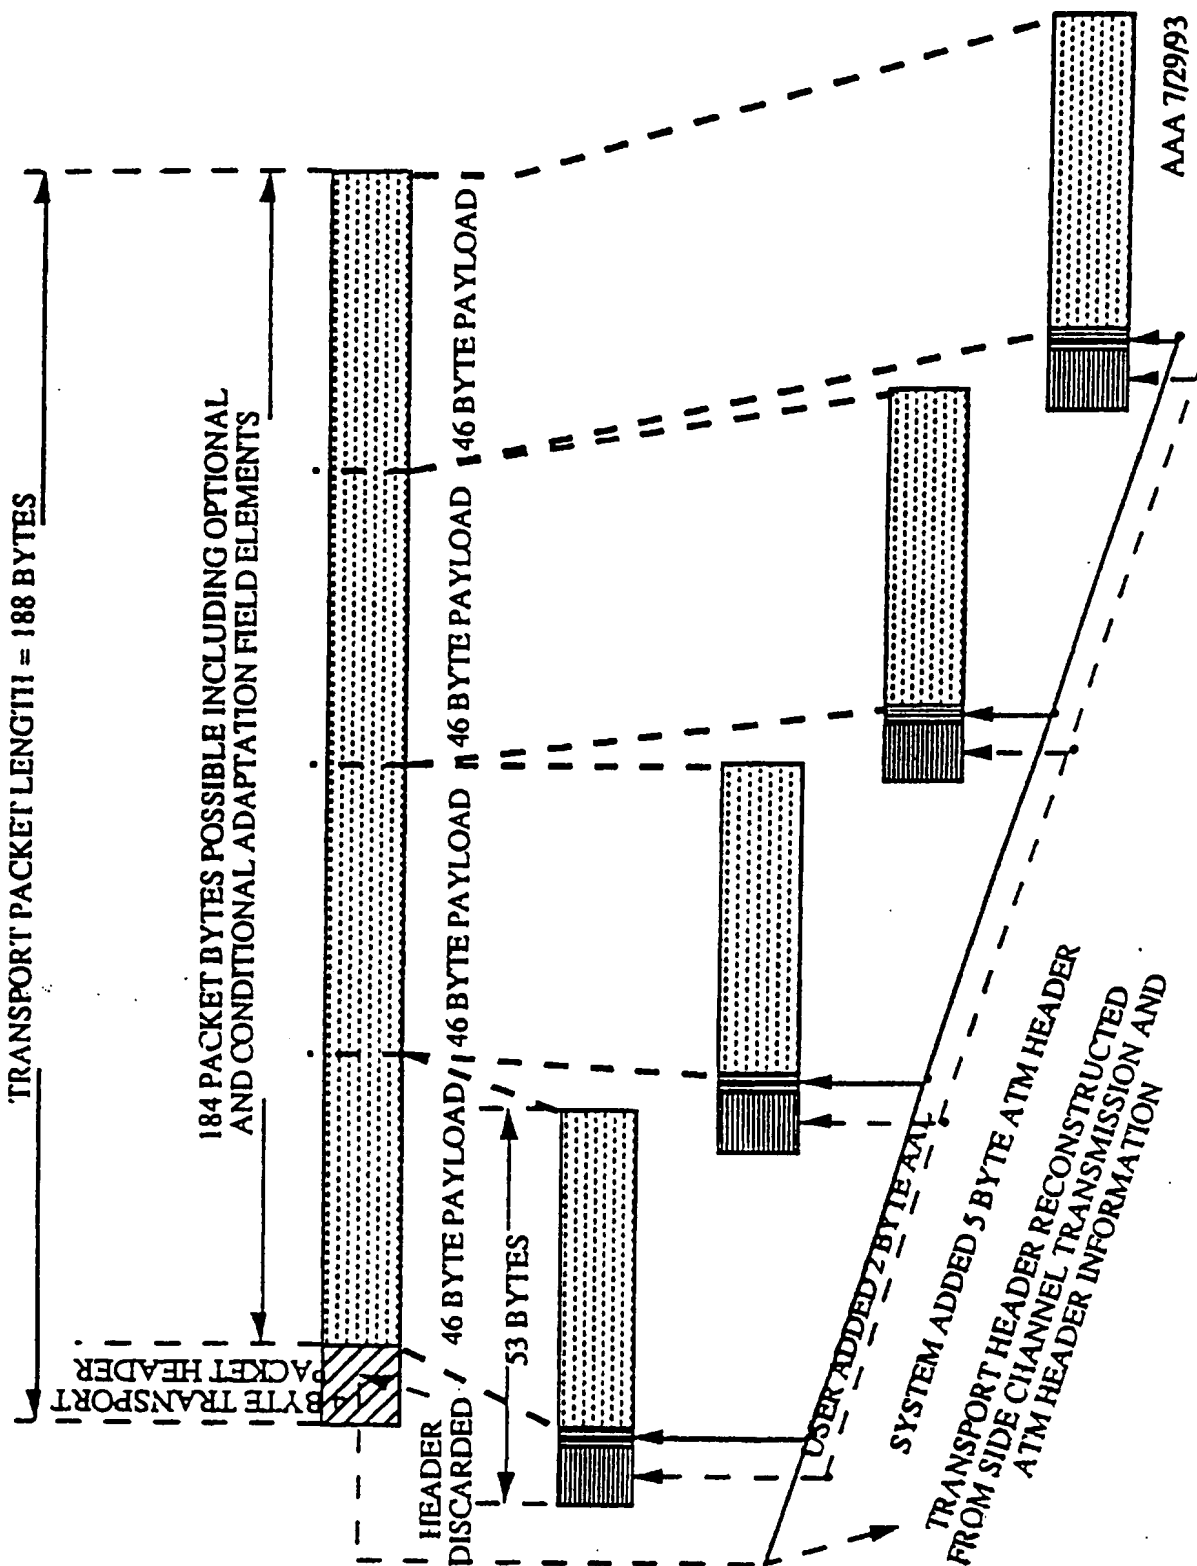 TRANSPORT PACKET LENGTH = 188 BYTES
184 PACKET BYTES POSSIBLE INCLUDING OPTIONAL
AND CONDITIONAL ADAPTATION FIELD ELEMENTS
4 BYTE TRANSPORT
PACKET HEADER
HEADER
DISCARDED
46 BYTE PAYLOAD
46 BYTE PAYLOAD
46 BYTE PAYLOAD
46 BYTE PAYLOAD
53 BYTES
USER ADDED 2 BYTE AAL
SYSTEM ADDED 5 BYTE ATM HEADER
TRANSPORT HEADER RECONSTRUCTED
FROM SIDE CHANNEL TRANSMISSION AND
ATM HEADER INFORMATION
AAA 7/29/93